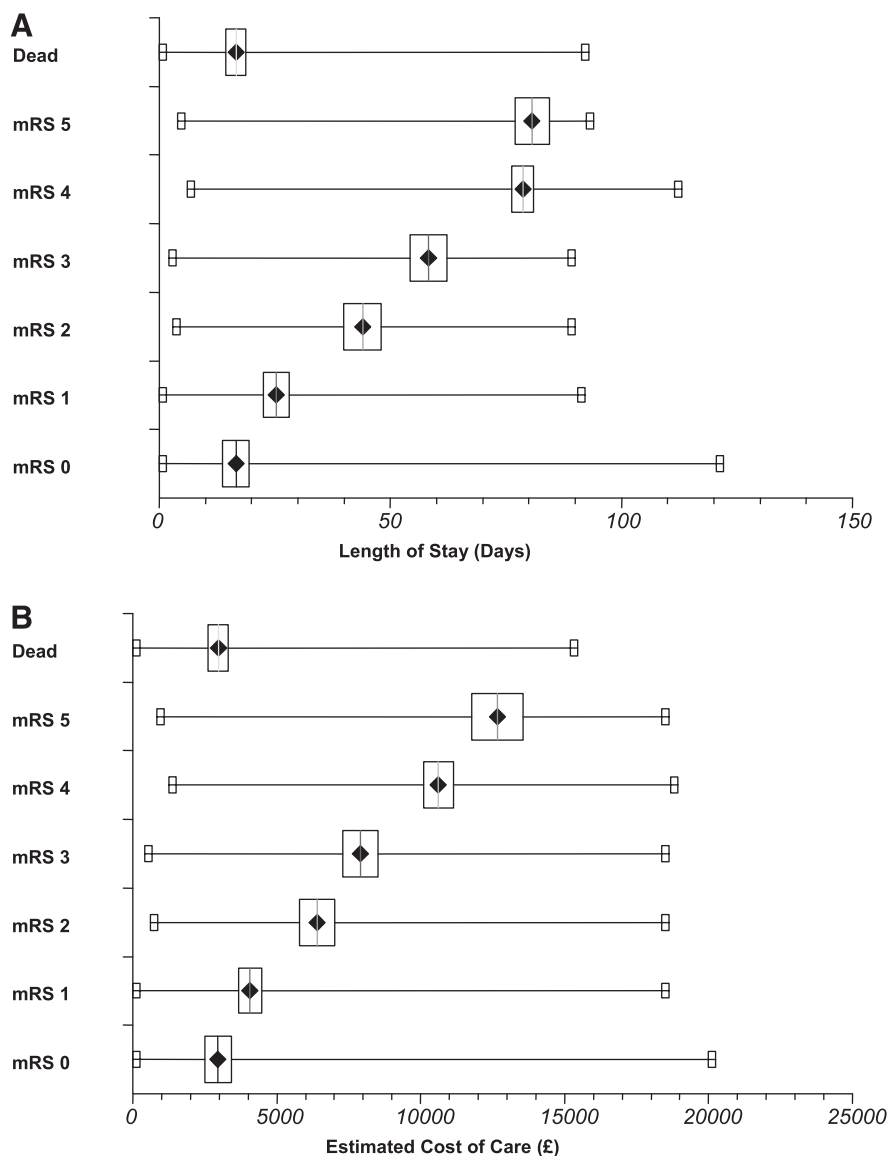 A
Dead
mRS 5
mRS 4
mRS 3
mRS 2
mRS 1
mRS 0
0 50 100 150
Length of Stay (Days)
B
Dead
mRS 5
mRS 4
mRS 3
mRS 2
mRS 1
mRS 0
0 5000 10000 15000 20000 25000
Estimated Cost of Care (£)